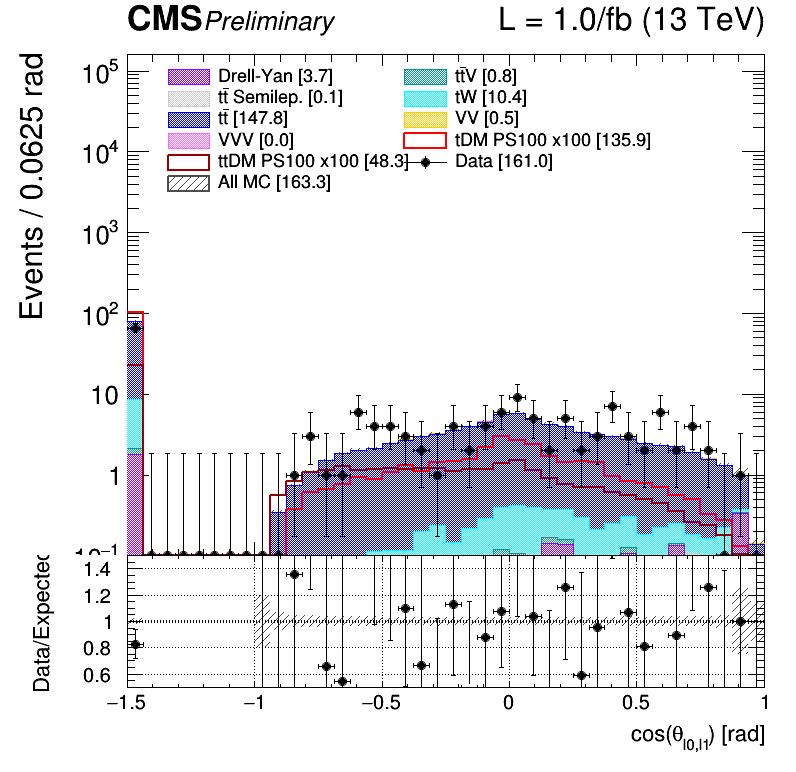 CMS Preliminary L = 1.0/fb (13 TeV)
Events / 0.0625 rad
10⁵
10⁴
10³
10²
10
1
10⁻¹
Drell-Yan [3.7]
tt̄V [0.8]
tt̄ Semilep. [0.1]
tW [10.4]
tt̄ [147.8]
VV [0.5]
VVV [0.0]
tDM PS100 x100 [135.9]
ttDM PS100 x100 [48.3]
Data [161.0]
All MC [163.3]
Data/Expected
1.4
1.2
1
0.8
0.6
−1.5 −1 −0.5 0 0.5 1
cos(θ_l0,l1) [rad]